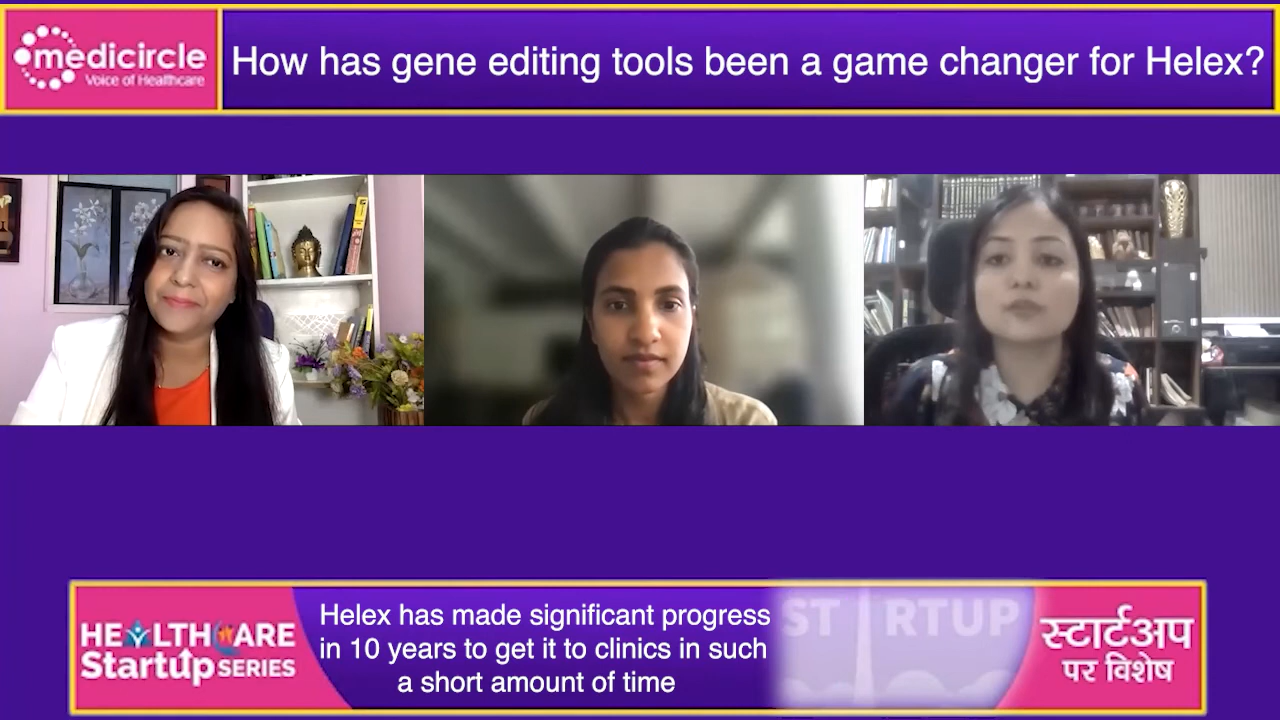 medicircle
Voice of Healthcare
How has gene editing tools been a game changer for Helex?
HEALTHCARE
Startup SERIES
Helex has made significant progress
in 10 years to get it to clinics in such
a short amount of time
ST RTUP
स्टार्टअप
पर विशेष